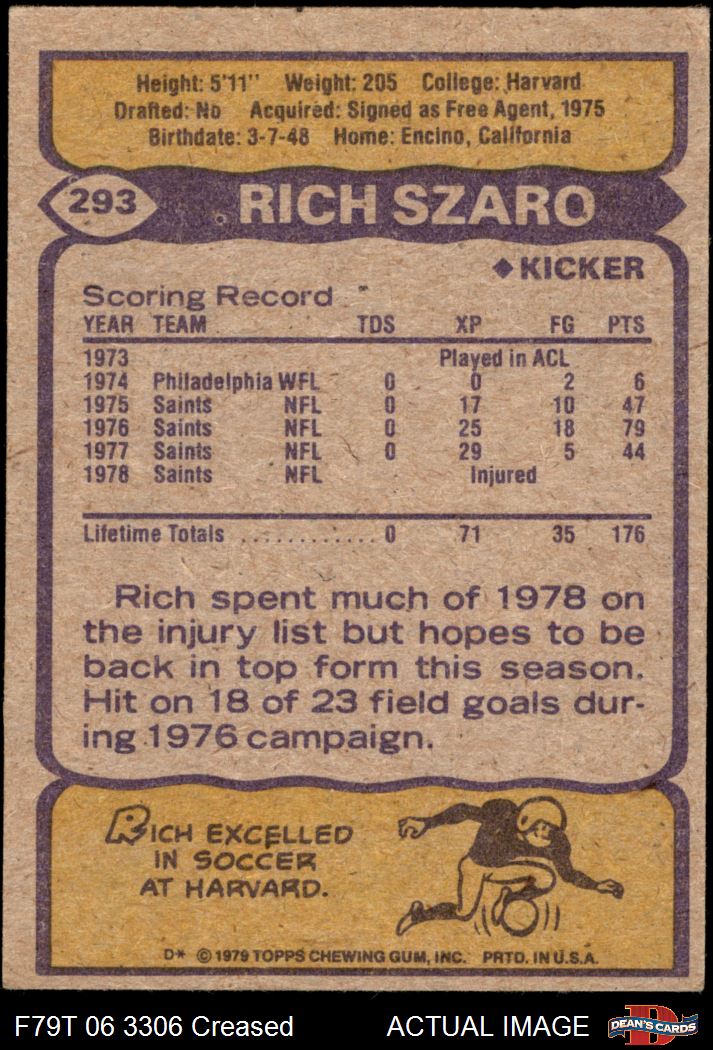 Height: 5'11" Weight: 205 College: Harvard
Drafted: No Acquired: Signed as Free Agent, 1975
Birthdate: 3-7-48 Home: Encino, California
293 RICH SZARO
◆KICKER
Scoring Record
YEAR TEAM TDS XP FG PTS
1973 Played in ACL
1974 Philadelphia WFL 0 0 2 6
1975 Saints NFL 0 17 10 47
1976 Saints NFL 0 25 18 79
1977 Saints NFL 0 29 5 44
1978 Saints NFL Injured
Lifetime Totals ............. 0 71 35 176
Rich spent much of 1978 on
the injury list but hopes to be
back in top form this season.
Hit on 18 of 23 field goals dur-
ing 1976 campaign.
RICH EXCELLED
IN SOCCER
AT HARVARD.
D* © 1979 TOPPS CHEWING GUM, INC. PRTD. IN U.S.A.
F79T 06 3306 Creased ACTUAL IMAGE D DEAN'S CARDS